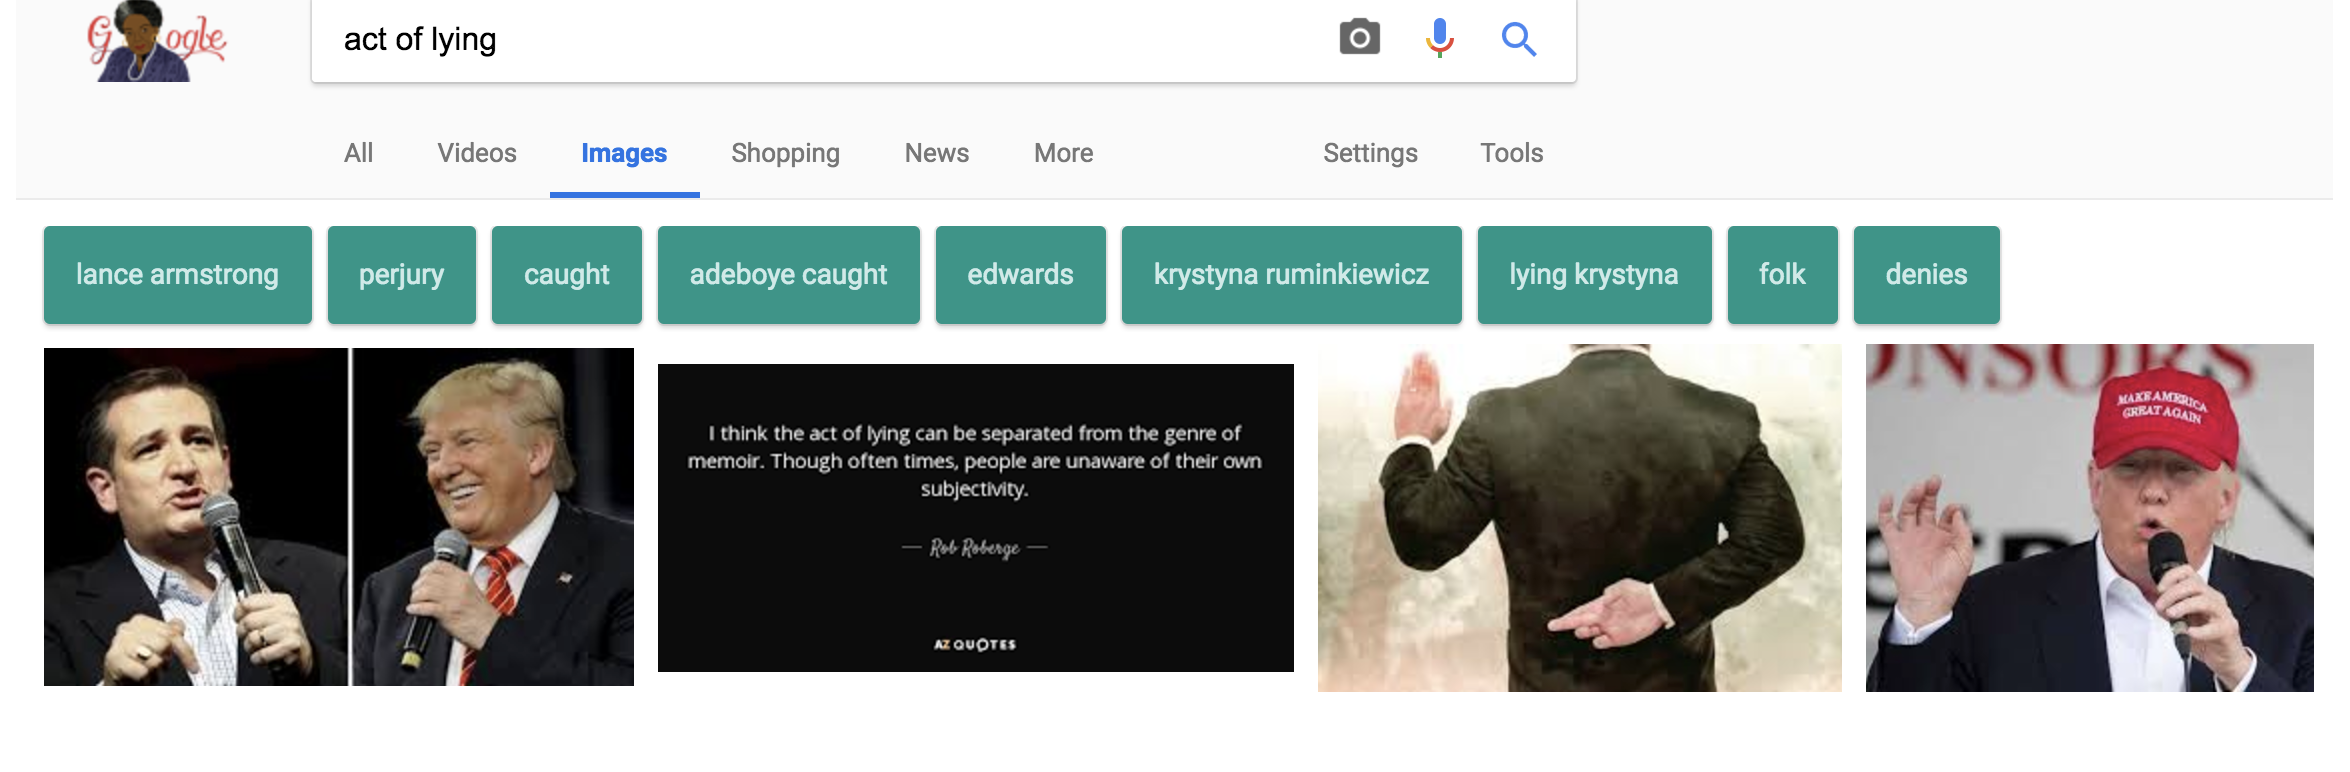 Google
act of lying
All Videos Images Shopping News More Settings Tools
lance armstrong perjury caught adeboye caught edwards krystyna ruminkiewicz lying krystyna folk denies
I think the act of lying can be separated from the genre of
memoir. Though often times, people are unaware of their own
subjectivity.
— Rob Roberge —
AZ QUOTES
ONSORS
MAKE AMERICA
GREAT AGAIN